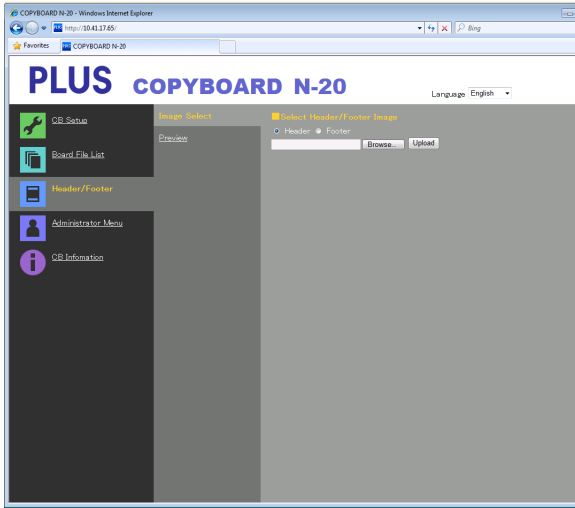 COPYBOARD N-20 - Windows Internet Explorer
http://10.41.17.65/
Bing
Favorites
COPYBOARD N-20
PLUS COPYBOARD N-20
Language English
CB Setup
Image Select
Select Header/Footer Image
Header Footer
Preview
Browse... Upload
Board File List
Header/Footer
Administrator Menu
CB Infomation